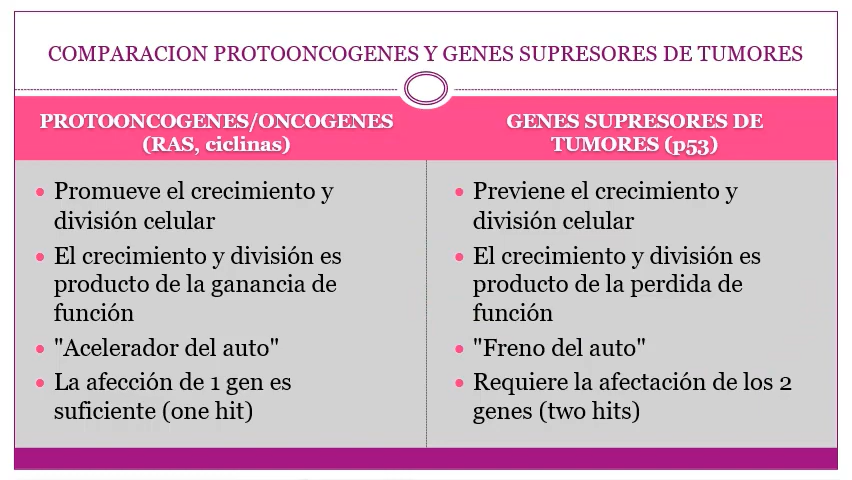 COMPARACION PROTOONCOGENES Y GENES SUPRESORES DE TUMORES
PROTOONCOGENES/ONCOGENES
(RAS, ciclinas)
• Promueve el crecimiento y
división celular
• El crecimiento y división es
producto de la ganancia de
función
• "Acelerador del auto"
• La afección de 1 gen es
suficiente (one hit)
GENES SUPRESORES DE
TUMORES (p53)
• Previene el crecimiento y
división celular
• El crecimiento y división es
producto de la perdida de
función
• "Freno del auto"
• Requiere la afectación de los 2
genes (two hits)